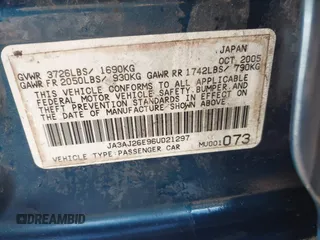 JAPAN
OCT 2005
GVWR 3726LBS/ 1690KG
GAWR FR 2050LBS/ 930KG GAWR RR 1742LBS/ 790KG
THIS VEHICLE CONFORMS TO ALL APPLICABLE
FEDERAL MOTOR VEHICLE SAFETY, BUMPER, AND
THEFT PREVENTION STANDARDS IN EFFECT ON THE
DATE OF MANUFACTURE SHOWN ABOVE.
JA3AJ26E96U021297
VEHICLE TYPE:PASSENGER CAR
MU001073
DREAMBID